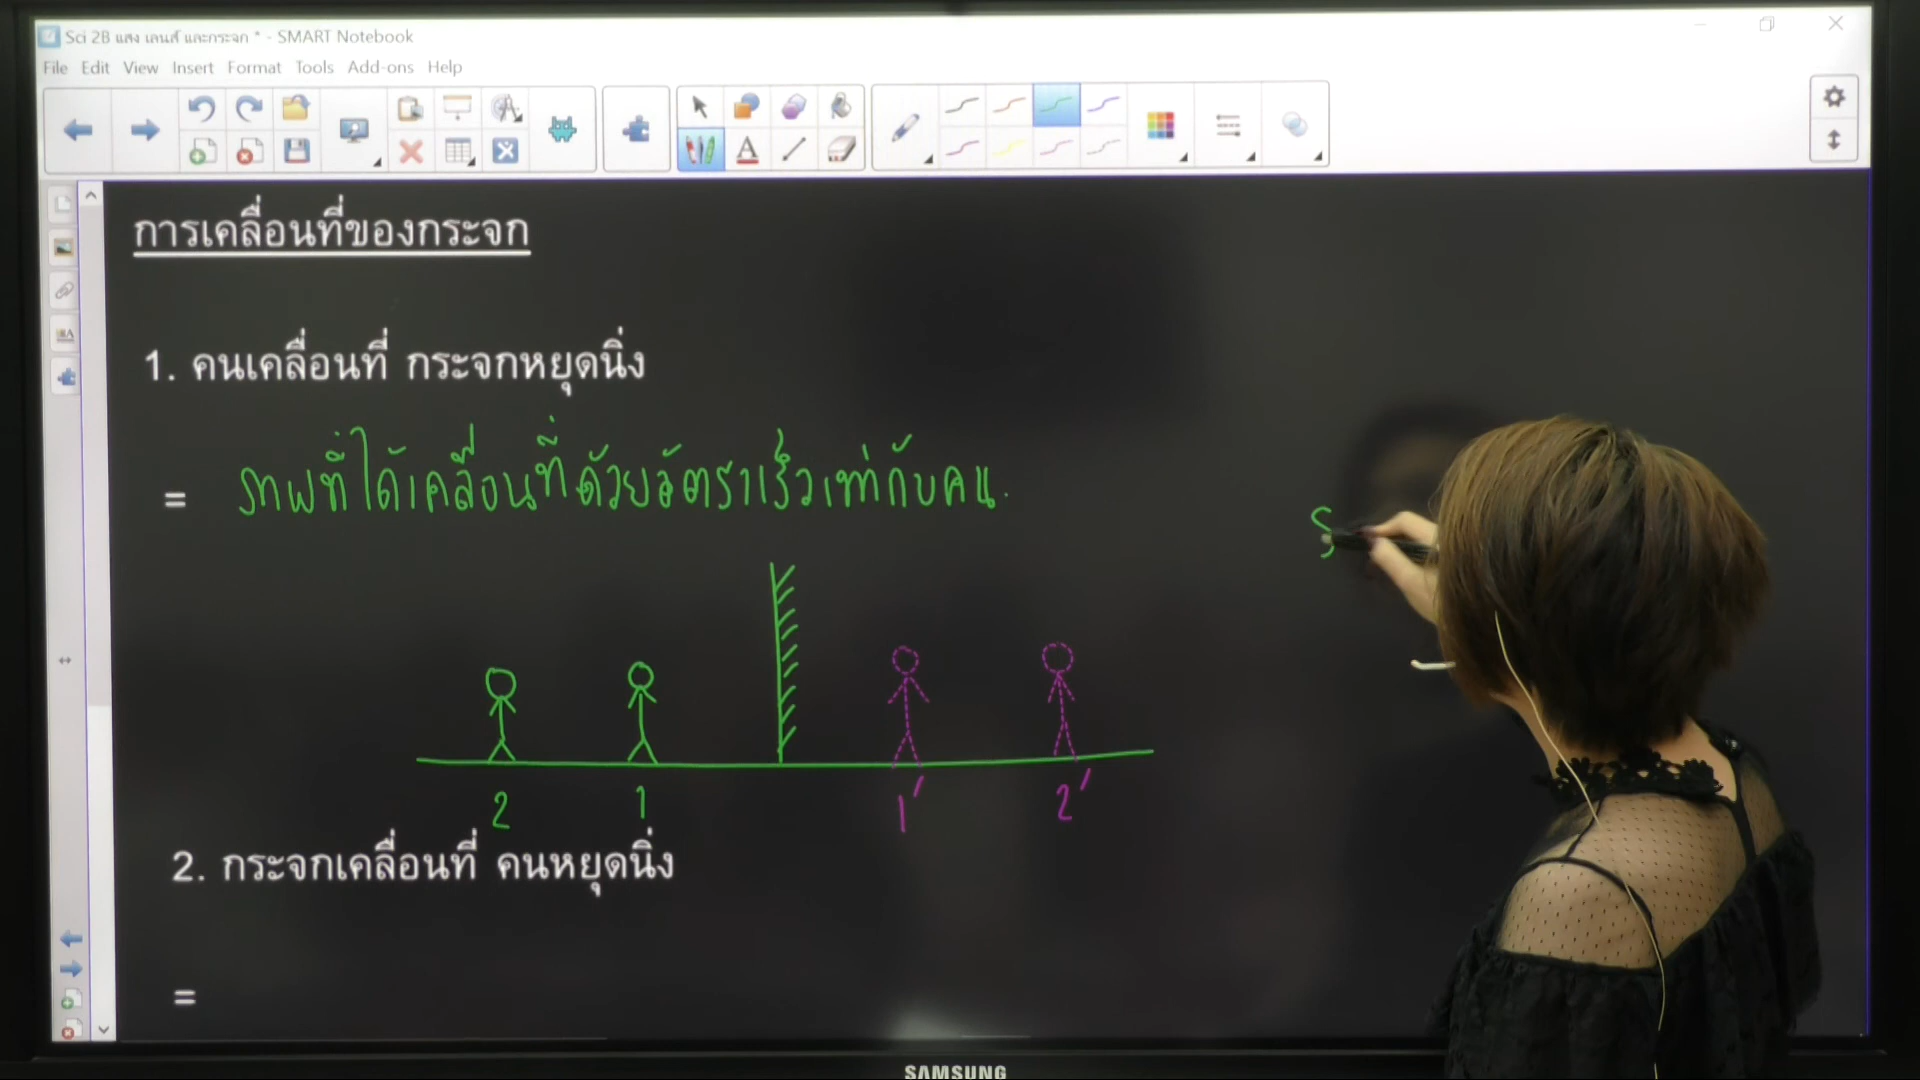 Sci 2B แสง เลนส์ และกระจก * - SMART Notebook
File Edit View Insert Format Tools Add-ons Help
การเคลื่อนที่ของกระจก
1. คนเคลื่อนที่ กระจกหยุดนิ่ง
= ภาพที่ได้เคลื่อนที่ด้วยอัตราเร็วเท่ากับคน.
S
2 1 1' 2'
2. กระจกเคลื่อนที่ คนหยุดนิ่ง
=
SAMSUNG